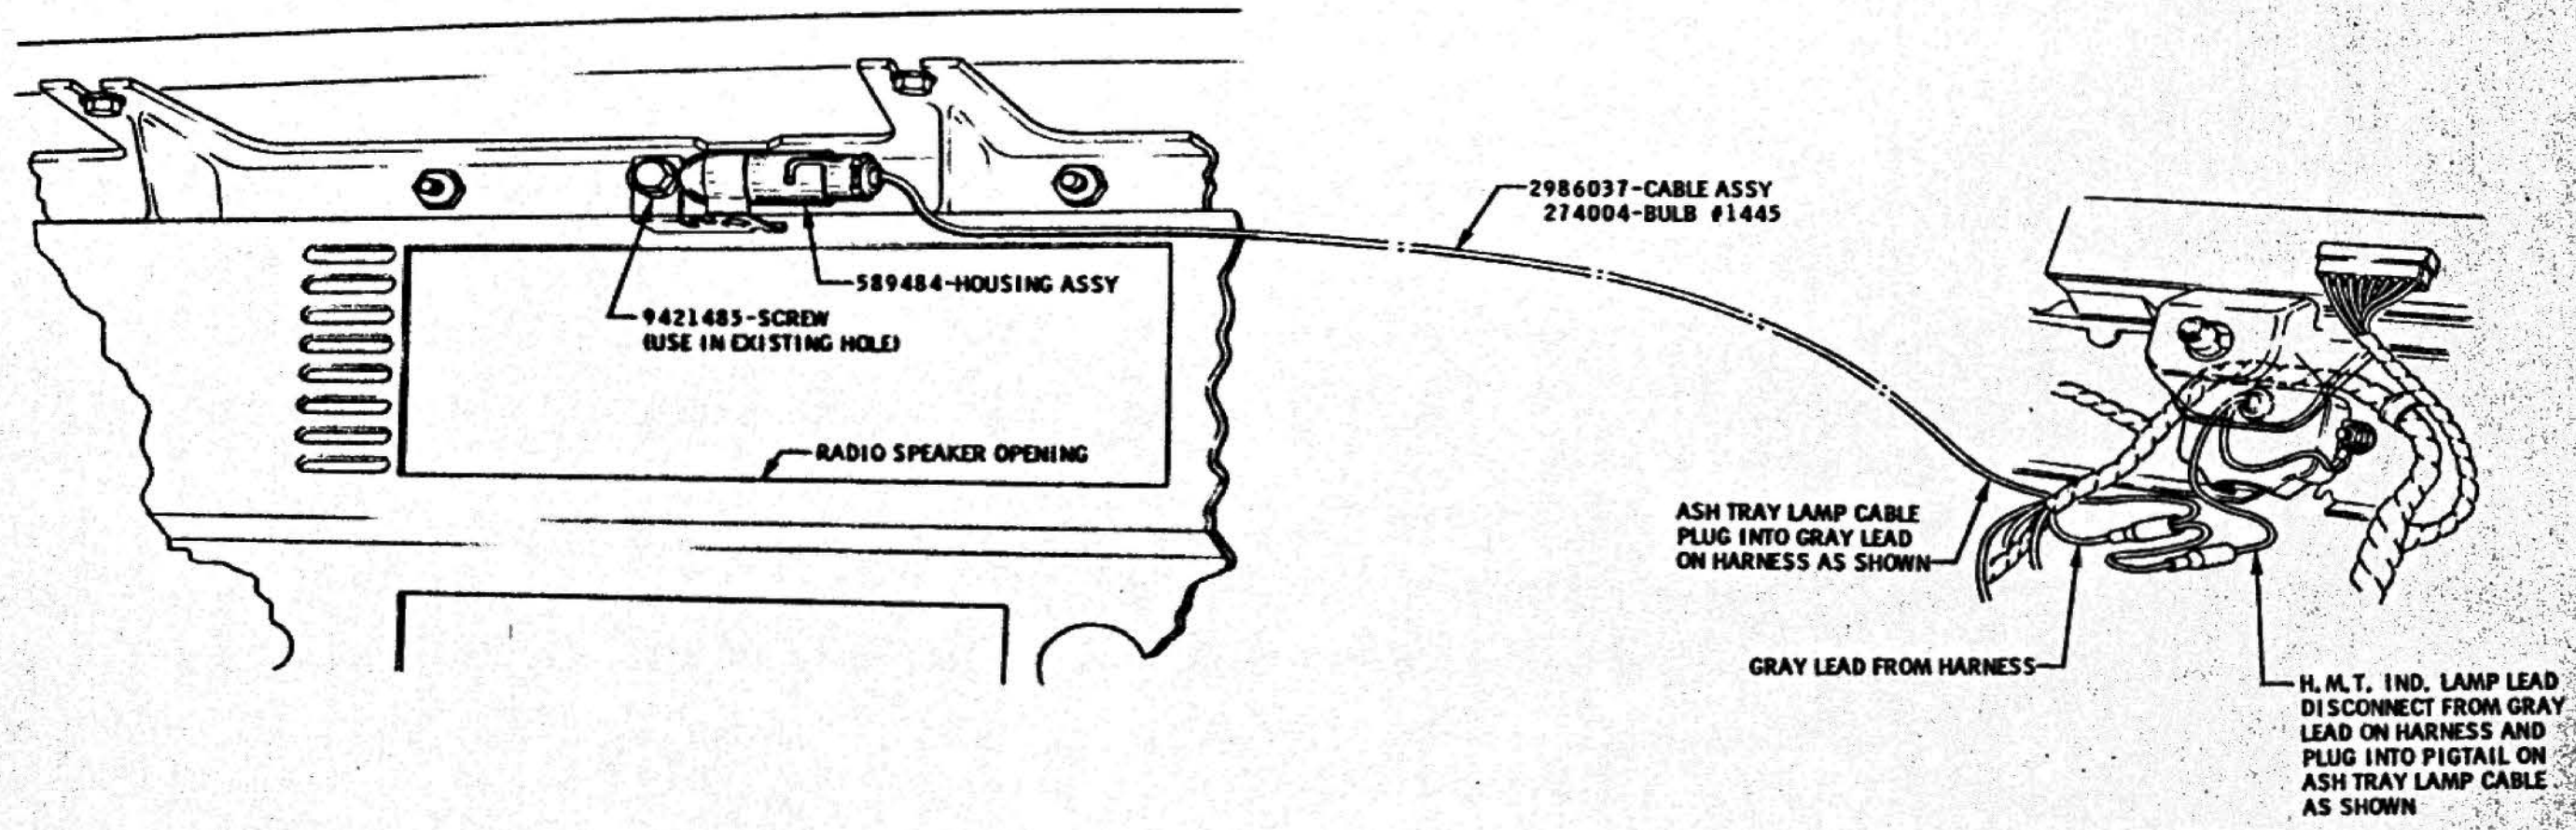 2986037-CABLE ASSY
274004-BULB #1445
589484-HOUSING ASSY
9421485-SCREW
(USE IN EXISTING HOLE)
RADIO SPEAKER OPENING
ASH TRAY LAMP CABLE
PLUG INTO GRAY LEAD
ON HARNESS AS SHOWN
GRAY LEAD FROM HARNESS
H.M.T. IND. LAMP LEAD
DISCONNECT FROM GRAY
LEAD ON HARNESS AND
PLUG INTO PIGTAIL ON
ASH TRAY LAMP CABLE
AS SHOWN